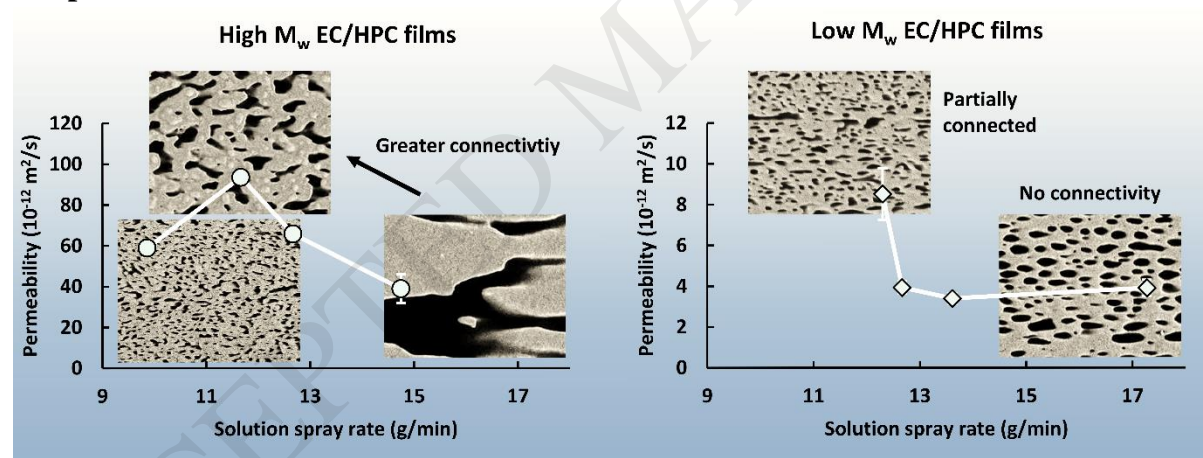 High Mw EC/HPC films
Greater connectivtiy
Permeability (10-12 m2/s)
120
100
80
60
40
20
0
9
11
13
15
17
Solution spray rate (g/min)
Low Mw EC/HPC films
Partially
connected
No connectivity
Permeability (10-12 m2/s)
12
10
8
6
4
2
0
9
11
13
15
17
Solution spray rate (g/min)